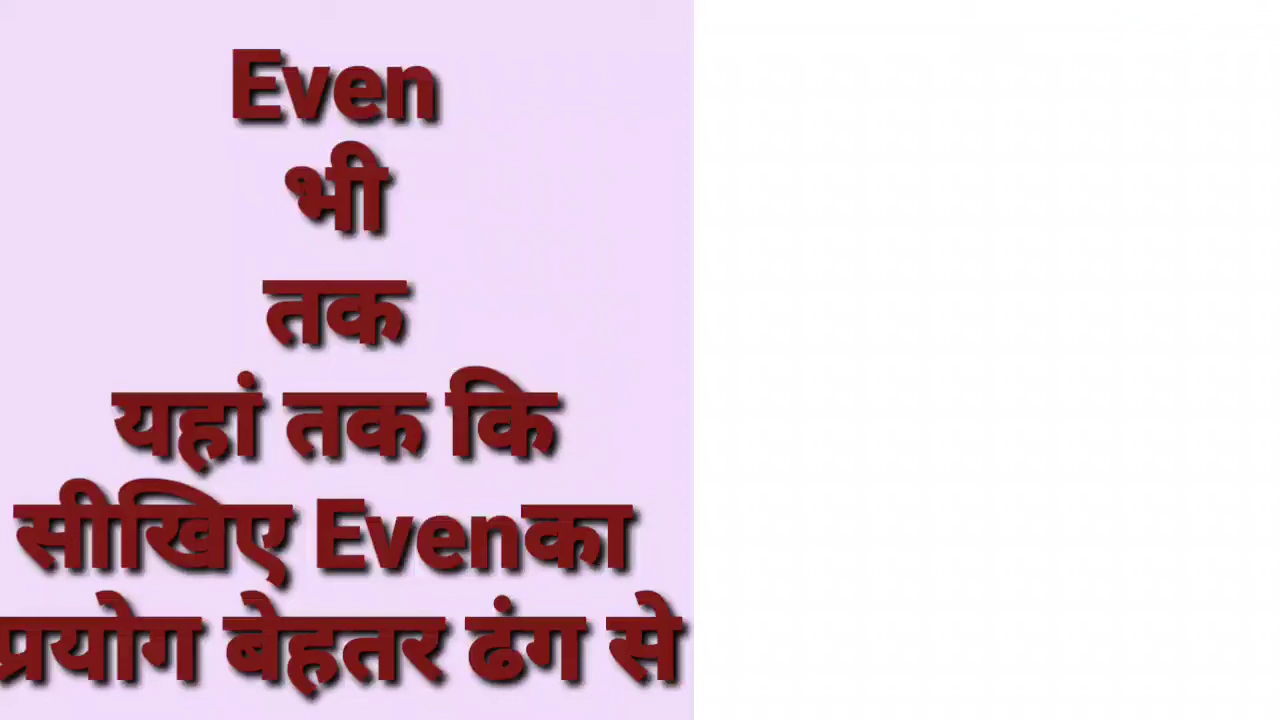 Even
भी
तक
यहां तक कि
सीखिए Evenका
प्रयोग बेहतर ढंग से